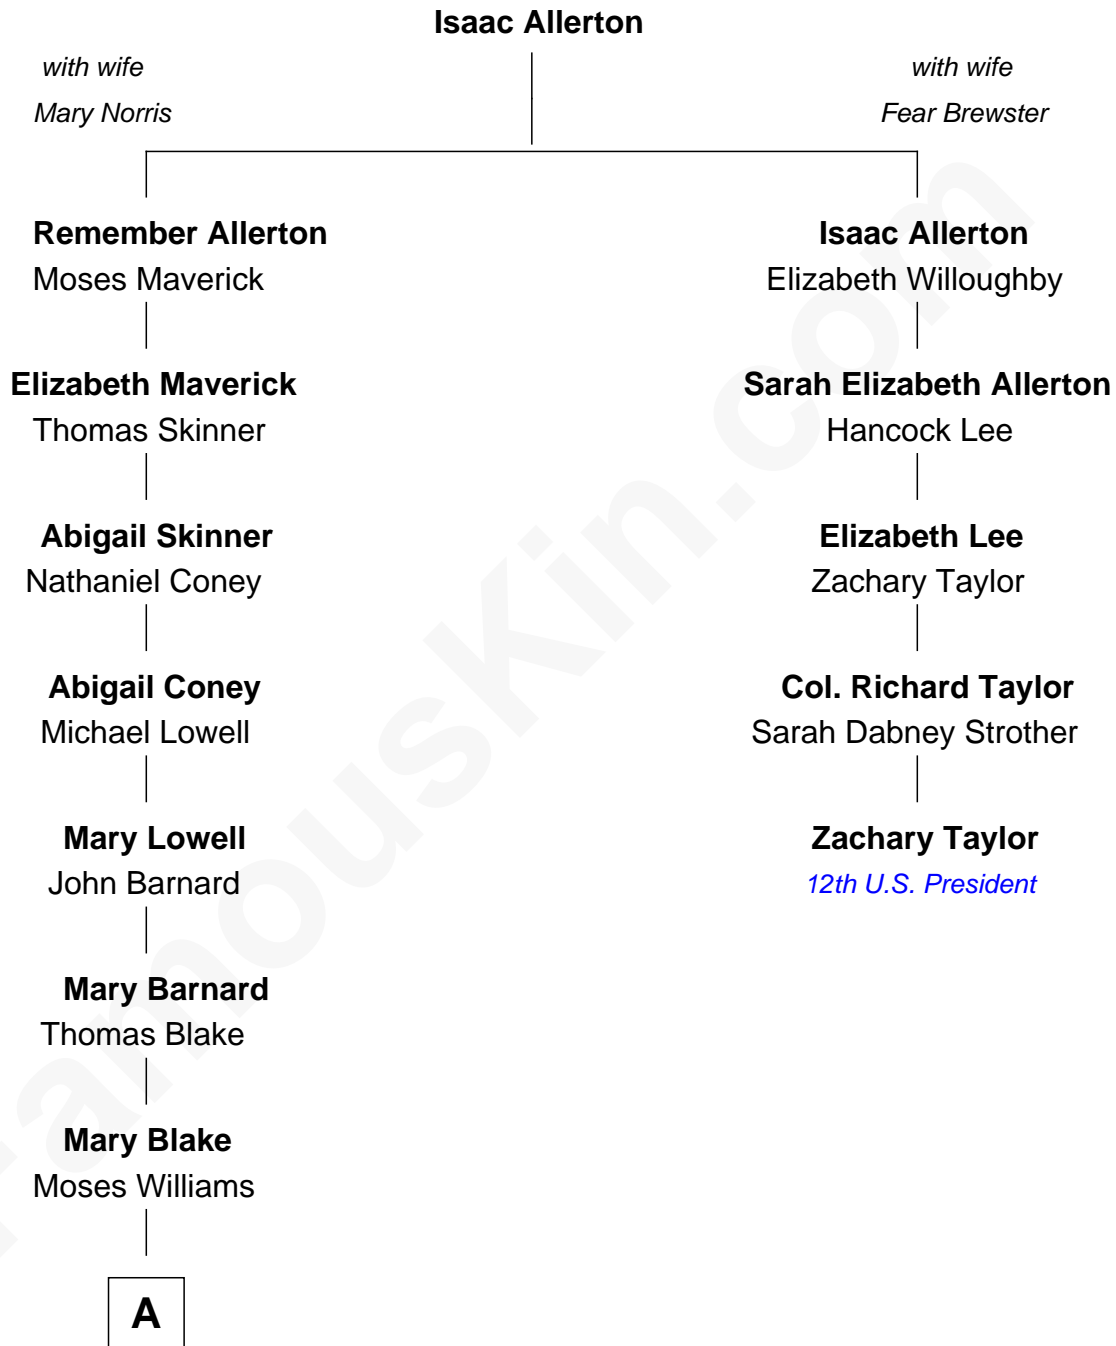 Isaac Allerton
with wife
Mary Norris
with wife
Fear Brewster
Remember Allerton
Moses Maverick
Isaac Allerton
Elizabeth Willoughby
Elizabeth Maverick
Thomas Skinner
Sarah Elizabeth Allerton
Hancock Lee
Abigail Skinner
Nathaniel Coney
Elizabeth Lee
Zachary Taylor
Abigail Coney
Michael Lowell
Col. Richard Taylor
Sarah Dabney Strother
Mary Lowell
John Barnard
Zachary Taylor
12th U.S. President
Mary Barnard
Thomas Blake
Mary Blake
Moses Williams
A
FamousKin.com